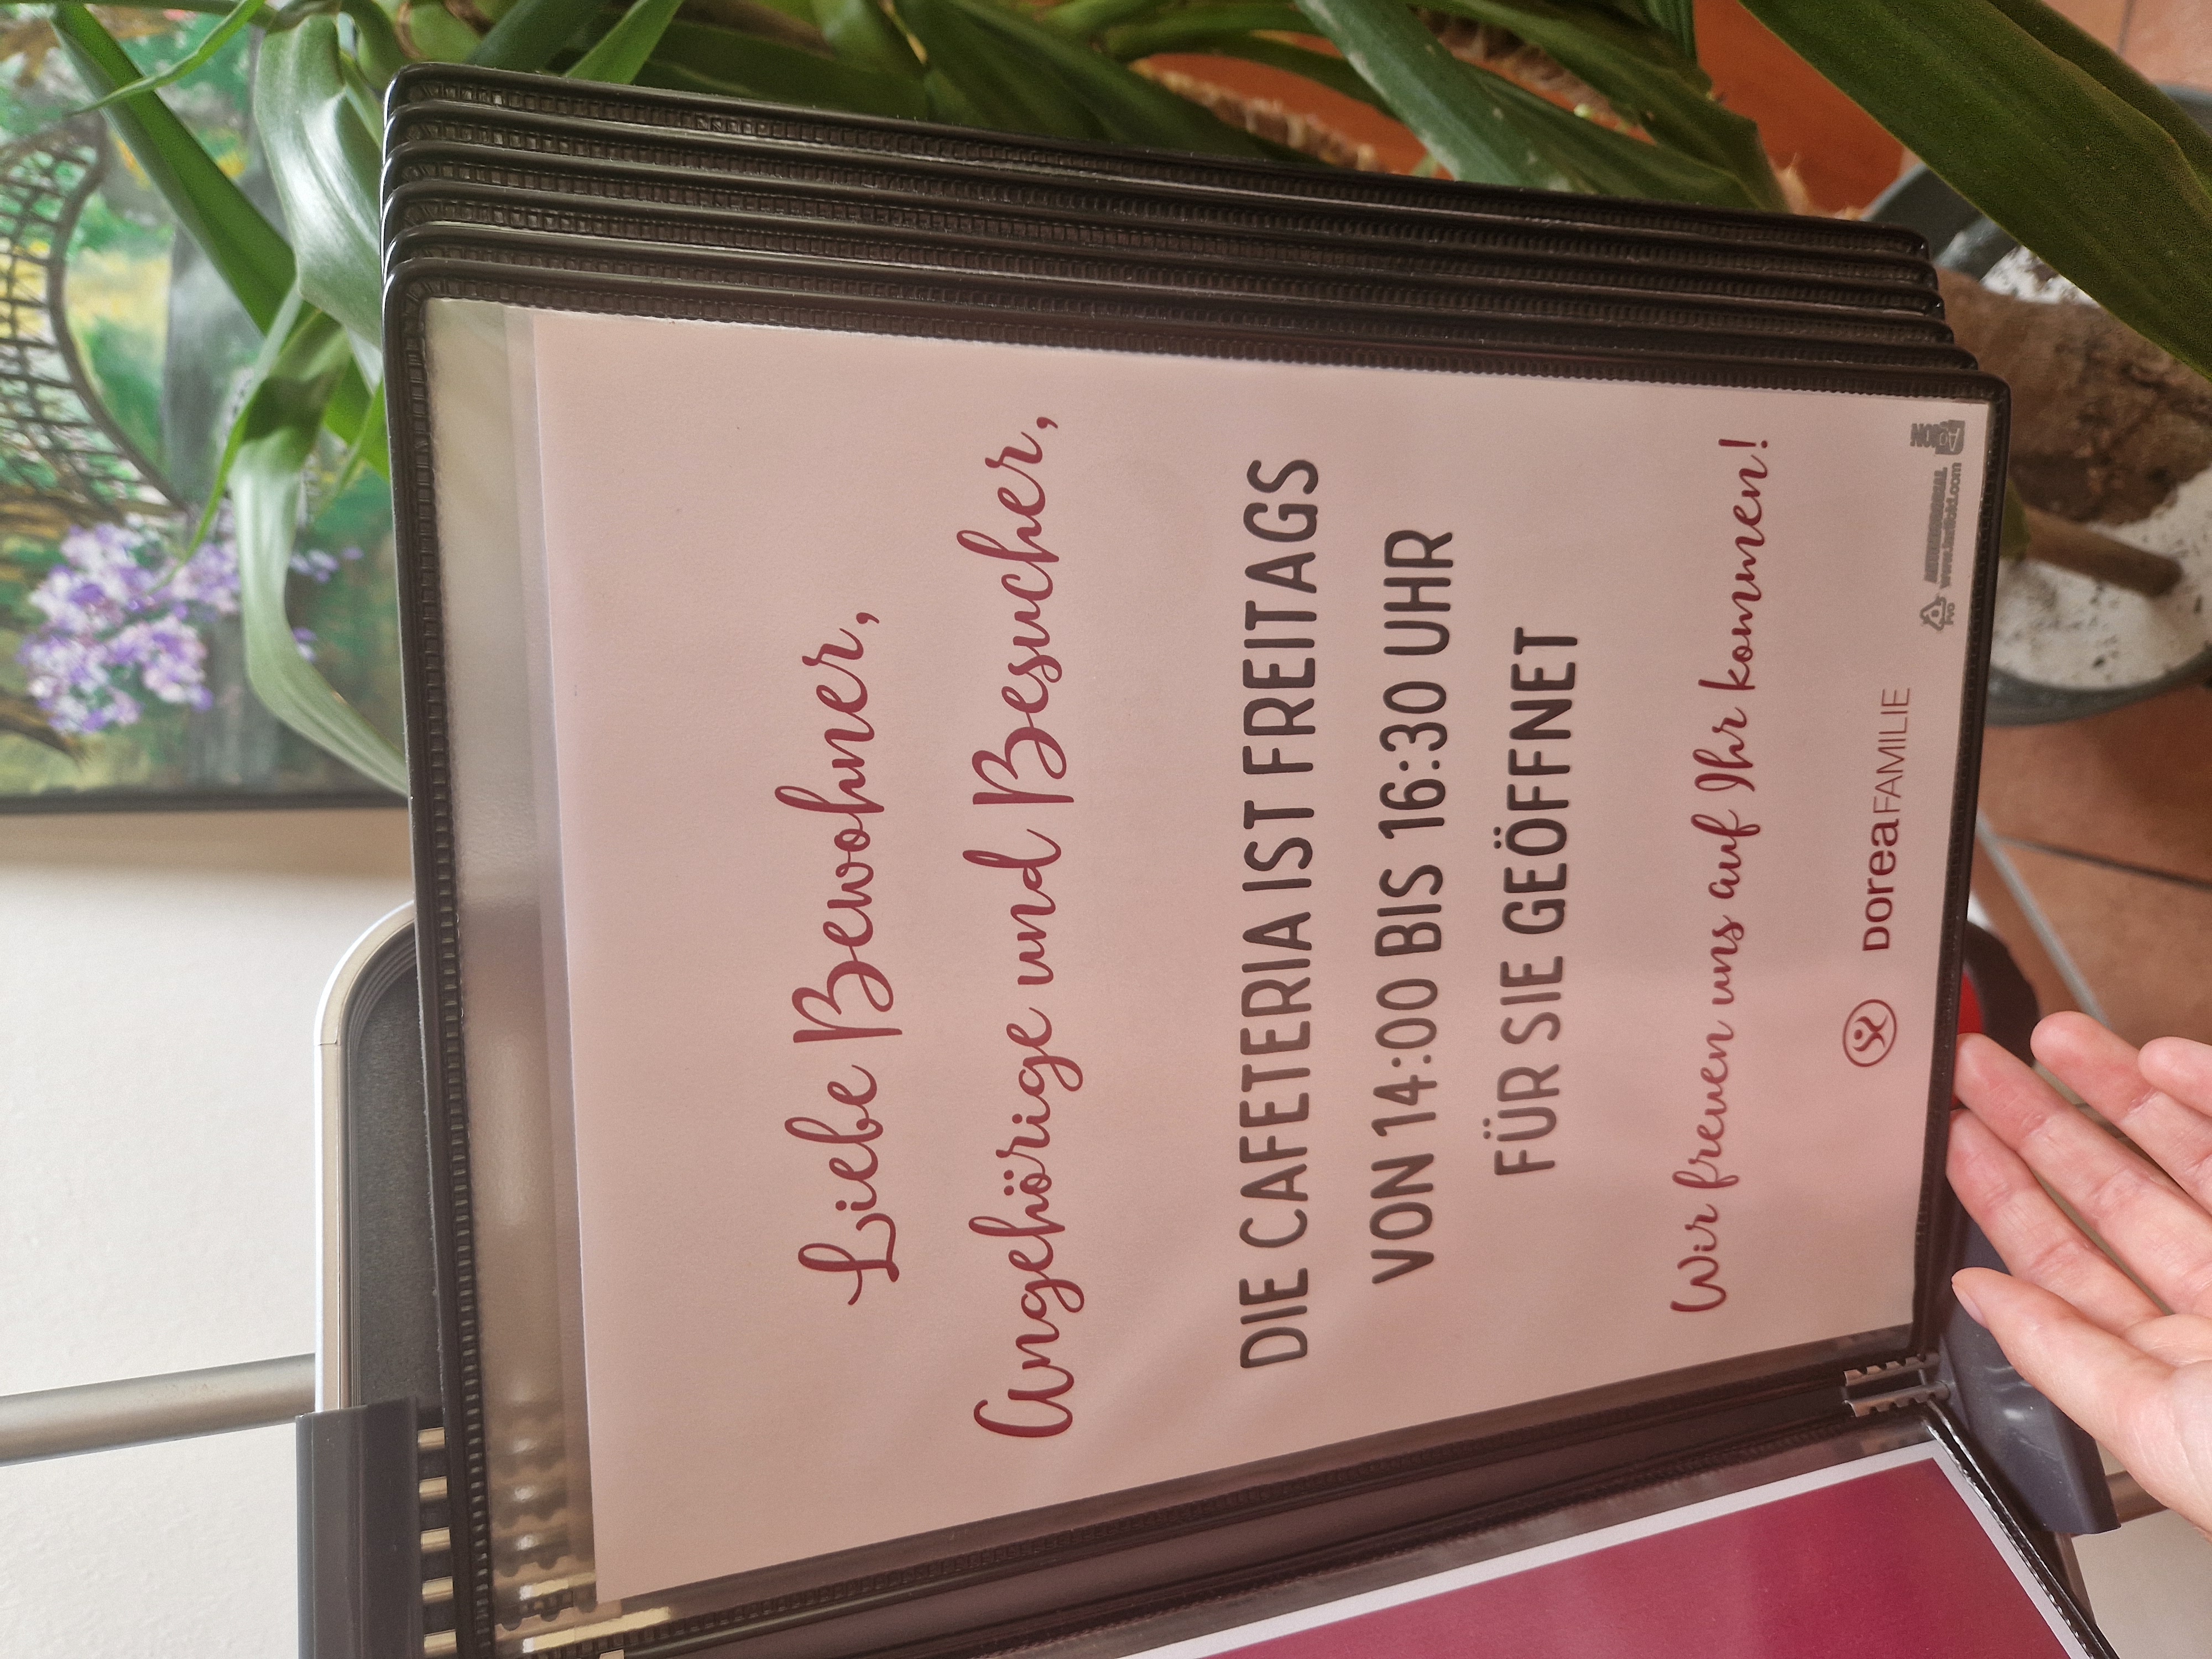 Liebe Bewohner,
Angehörige und Besucher,
DIE CAFETERIA IST FREITAGS
VON 14:00 BIS 16:30 UHR
FÜR SIE GEÖFFNET
Wir freuen uns auf Ihr kommen!
DoreaFAMILIE
PVC